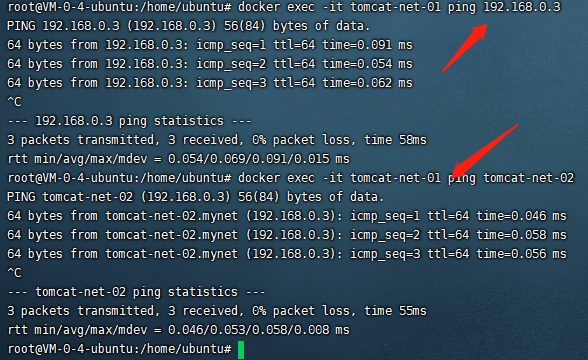 root@VM-0-4-ubuntu:/home/ubuntu# docker exec -it tomcat-net-01 ping 192.168.0.3
PING 192.168.0.3 (192.168.0.3) 56(84) bytes of data.
64 bytes from 192.168.0.3: icmp_seq=1 ttl=64 time=0.091 ms
64 bytes from 192.168.0.3: icmp_seq=2 ttl=64 time=0.054 ms
64 bytes from 192.168.0.3: icmp_seq=3 ttl=64 time=0.062 ms
^C
--- 192.168.0.3 ping statistics ---
3 packets transmitted, 3 received, 0% packet loss, time 58ms
rtt min/avg/max/mdev = 0.054/0.069/0.091/0.015 ms
root@VM-0-4-ubuntu:/home/ubuntu# docker exec -it tomcat-net-01 ping tomcat-net-02
PING tomcat-net-02 (192.168.0.3) 56(84) bytes of data.
64 bytes from tomcat-net-02.mynet (192.168.0.3): icmp_seq=1 ttl=64 time=0.046 ms
64 bytes from tomcat-net-02.mynet (192.168.0.3): icmp_seq=2 ttl=64 time=0.058 ms
64 bytes from tomcat-net-02.mynet (192.168.0.3): icmp_seq=3 ttl=64 time=0.056 ms
^C
--- tomcat-net-02 ping statistics ---
3 packets transmitted, 3 received, 0% packet loss, time 55ms
rtt min/avg/max/mdev = 0.046/0.053/0.058/0.008 ms
root@VM-0-4-ubuntu:/home/ubuntu#